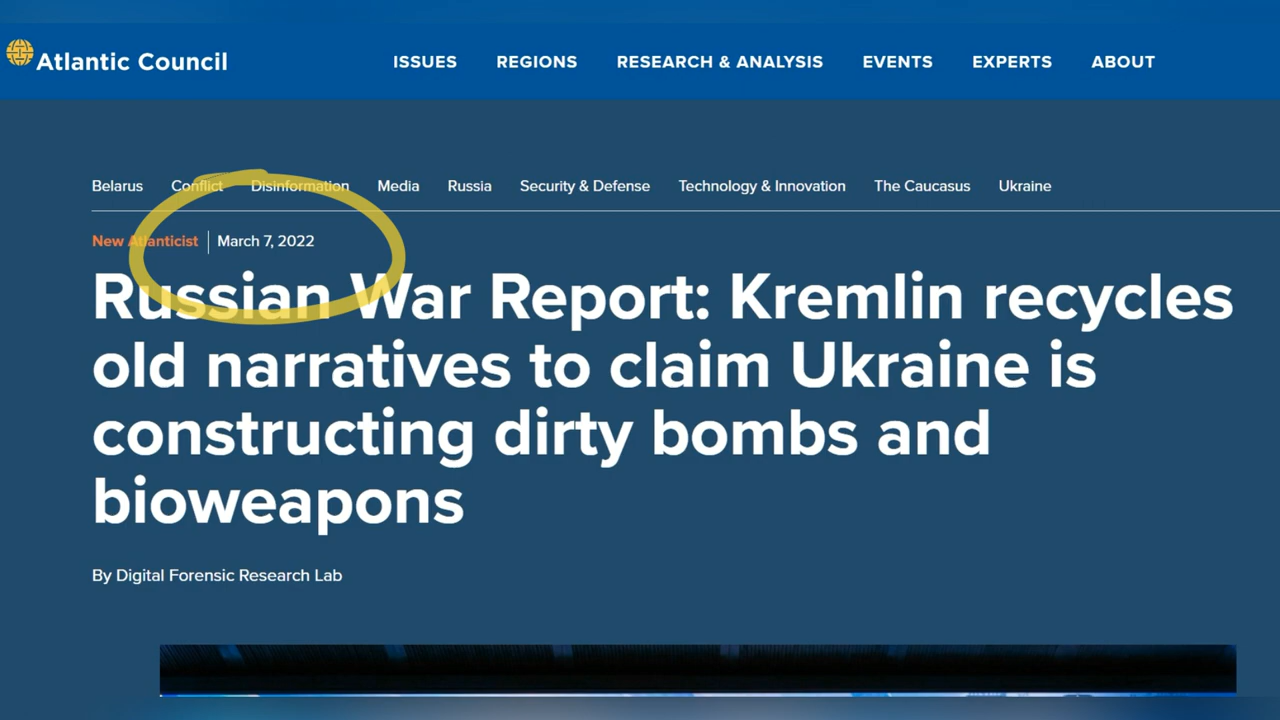 Atlantic Council
ISSUES REGIONS RESEARCH & ANALYSIS EVENTS EXPERTS ABOUT
Belarus Conflict Disinformation Media Russia Security & Defense Technology & Innovation The Caucasus Ukraine
New Atlanticist March 7, 2022
Russian War Report: Kremlin recycles
old narratives to claim Ukraine is
constructing dirty bombs and
bioweapons
By Digital Forensic Research Lab